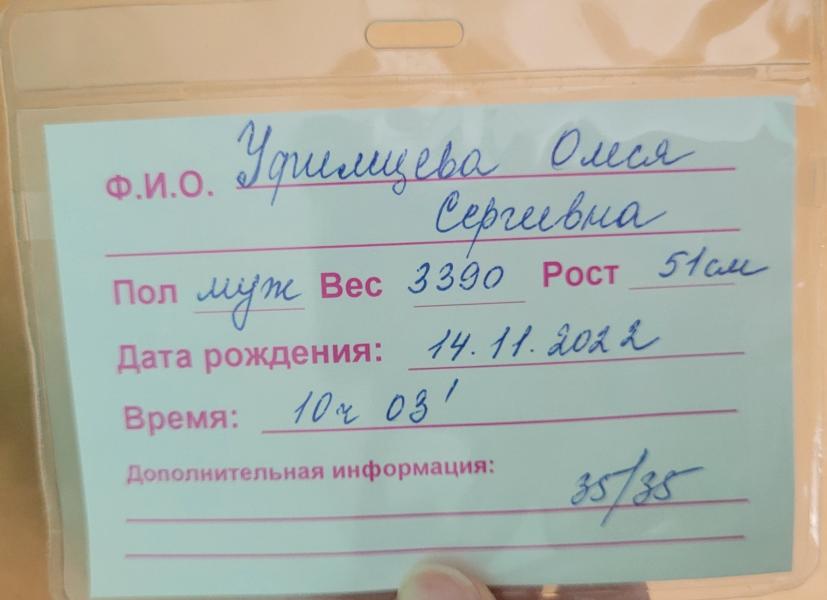 Ф.И.О. Уфимцева Олеся
Сергеевна
Пол муж Вес 3390 Рост 51см
Дата рождения: 14.11.2022
Время: 10ч 03'
Дополнительная информация:
35/35